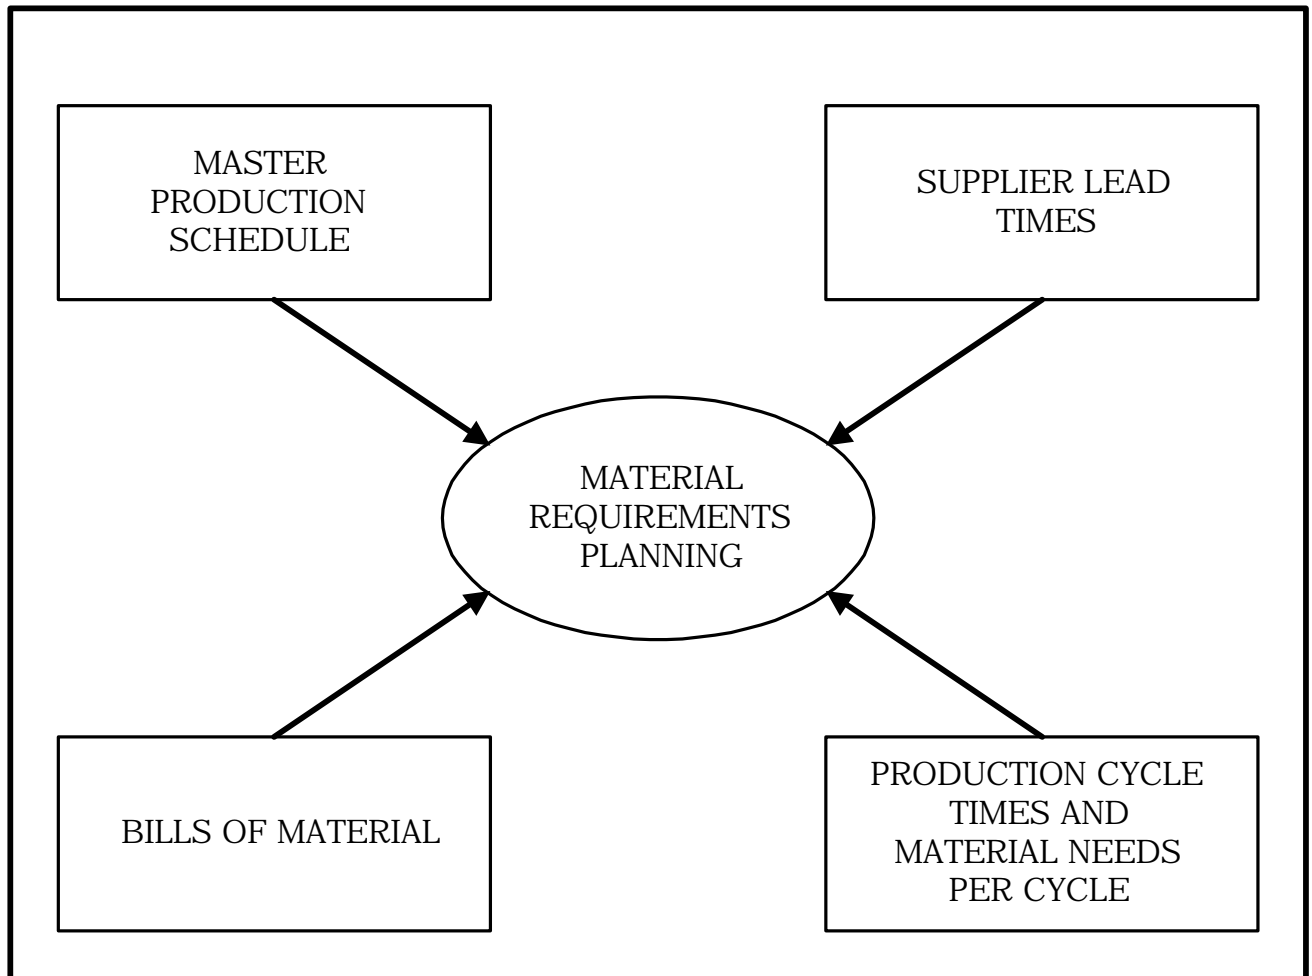 MASTER
PRODUCTION
SCHEDULE
SUPPLIER LEAD
TIMES
MATERIAL
REQUIREMENTS
PLANNING
BILLS OF MATERIAL
PRODUCTION CYCLE
TIMES AND
MATERIAL NEEDS
PER CYCLE